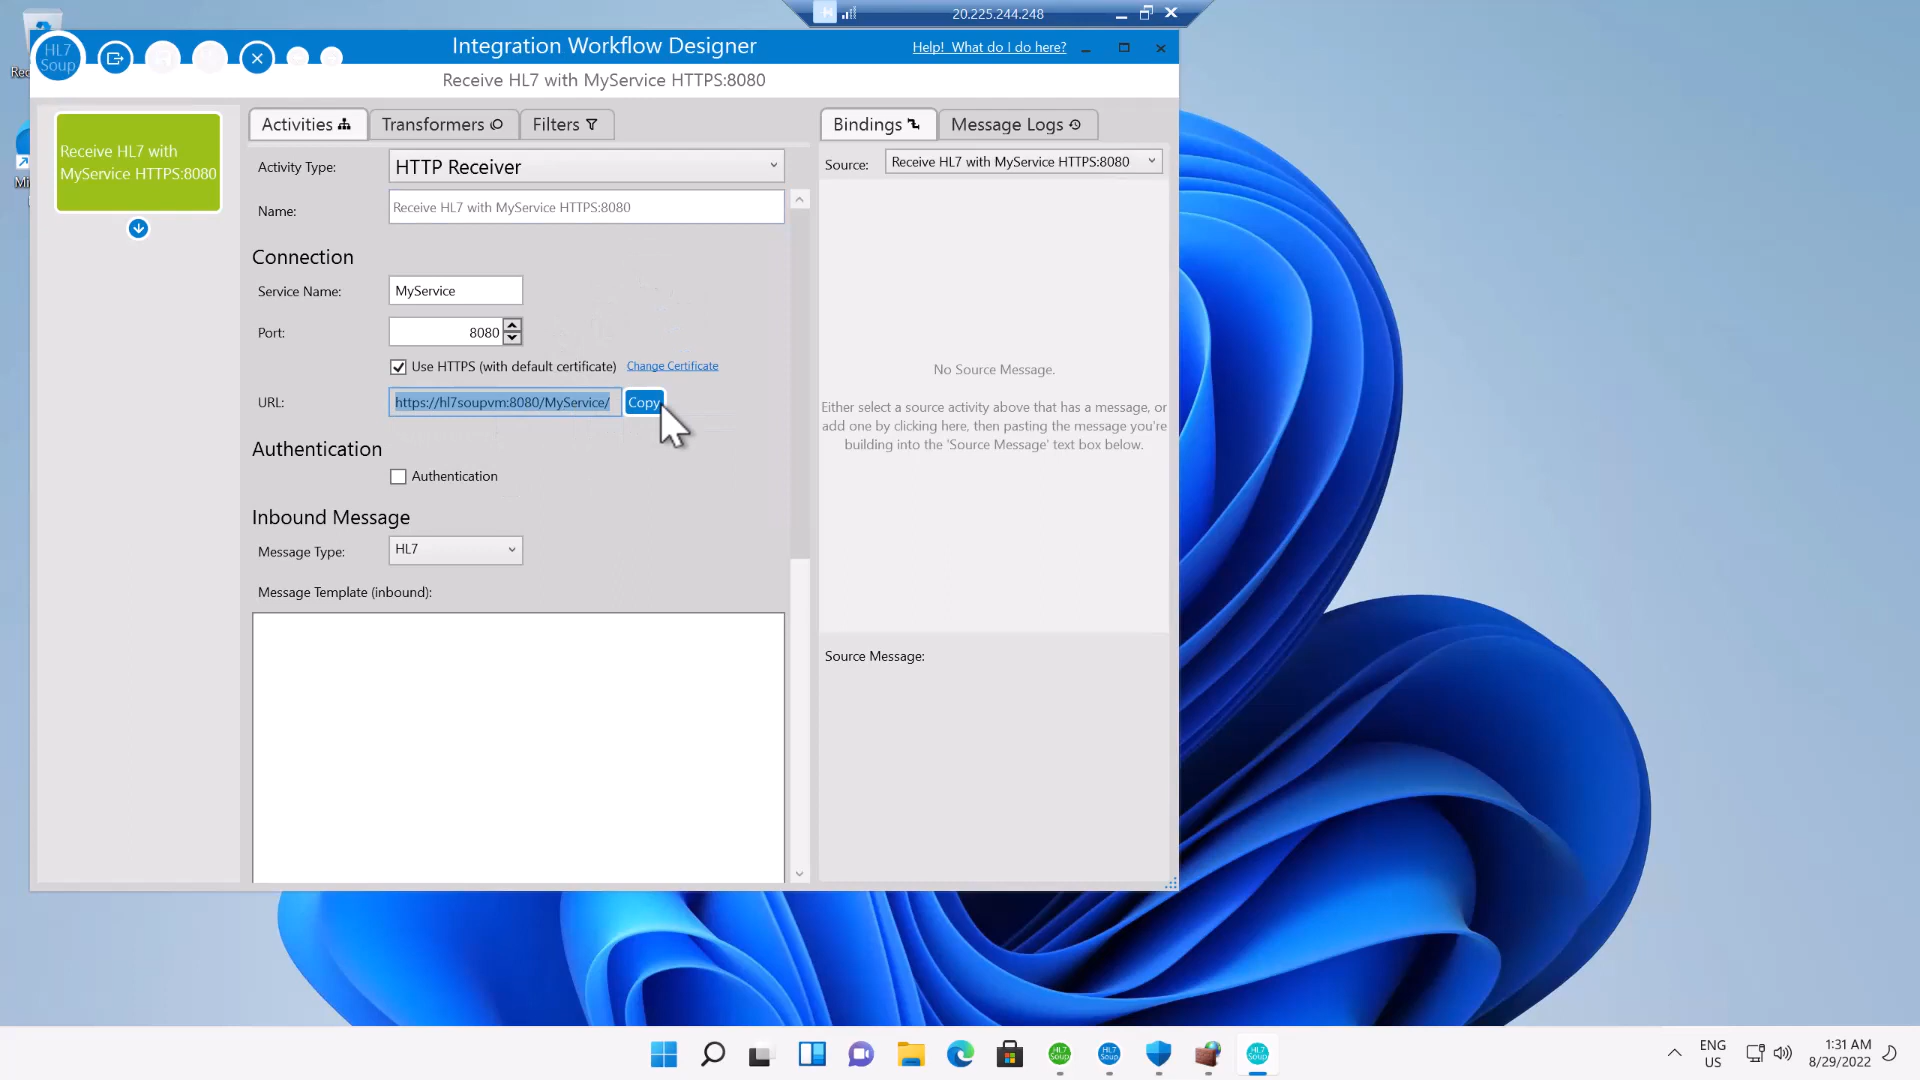 20.225.244.248
HL7
Soup
Integration Workflow Designer
Help! What do I do here?
Receive HL7 with MyService HTTPS:8080
Receive HL7 with
MyService HTTPS:8080
Activities
Transformers
Filters
Bindings
Message Logs
Activity Type:
HTTP Receiver
Source:
Receive HL7 with MyService HTTPS:8080
Name:
Receive HL7 with MyService HTTPS:8080
Connection
Service Name:
MyService
Port:
8080
Use HTTPS (with default certificate)
Change Certificate
URL:
https://hl7soupvm:8080/MyService/
Copy
No Source Message.
Either select a source activity above that has a message, or
add one by clicking here, then pasting the message you're
building into the 'Source Message' text box below.
Authentication
Authentication
Inbound Message
Message Type:
HL7
Message Template (inbound):
Source Message:
HL7
Soup
HL7
Soup
HL7
Soup
ENG
US
1:31 AM
8/29/2022